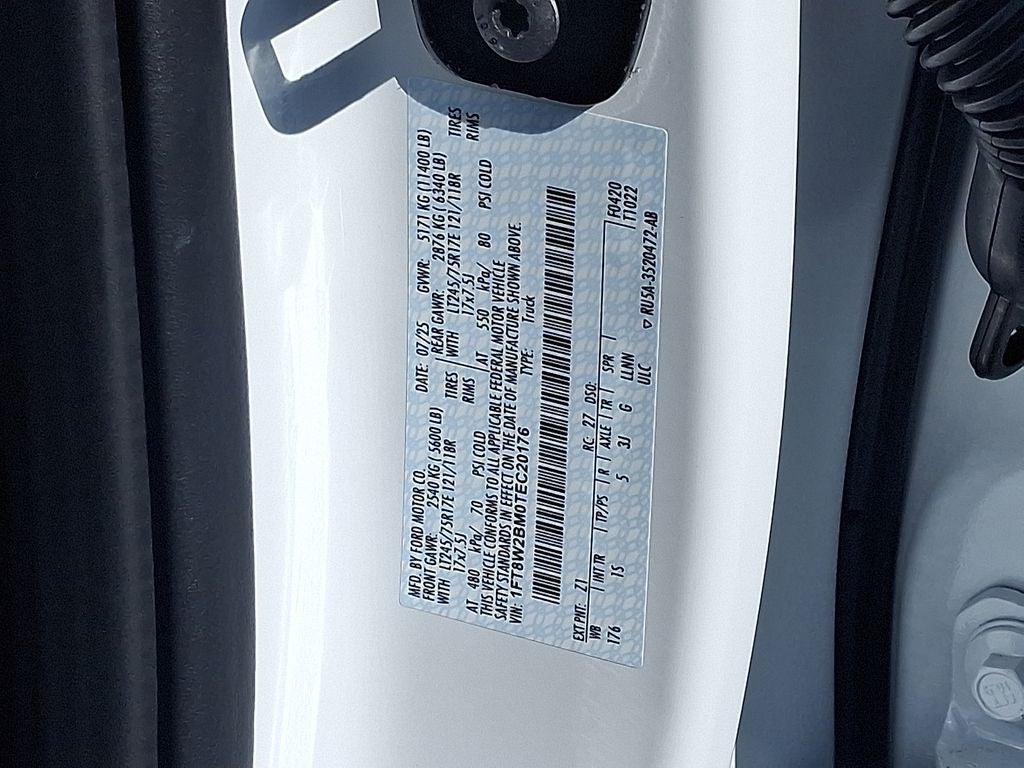 MFD. BY FORD MOTOR CO. DATE: 07/25 GVWR: 5171 KG (11400 LB)
FRONT GAWR: 2540 KG ( 5600 LB) REAR GAWR: 2876 KG ( 6340 LB)
WITH LT245/75R17E 121/118R TIRES WITH LT245/75R17E 121/118R TIRES
17x7.5J RIMS 17x7.5J RIMS
AT 480 kPa/ 70 PSI COLD AT 550 kPa/ 80 PSI COLD
THIS VEHICLE CONFORMS TO ALL APPLICABLE FEDERAL MOTOR VEHICLE
SAFETY STANDARDS IN EFFECT ON THE DATE OF MANUFACTURE SHOWN ABOVE.
VIN: 1FT8W2BM0TEC20176 TYPE: Truck
EXT PNT: Z1 RC: 27 DSO: F0420
WB INT TR TP/PS R AXLE TR SPR T1022
176 1S 5 3J G LLNN
ULC ▽ RU5A-3520472-AB